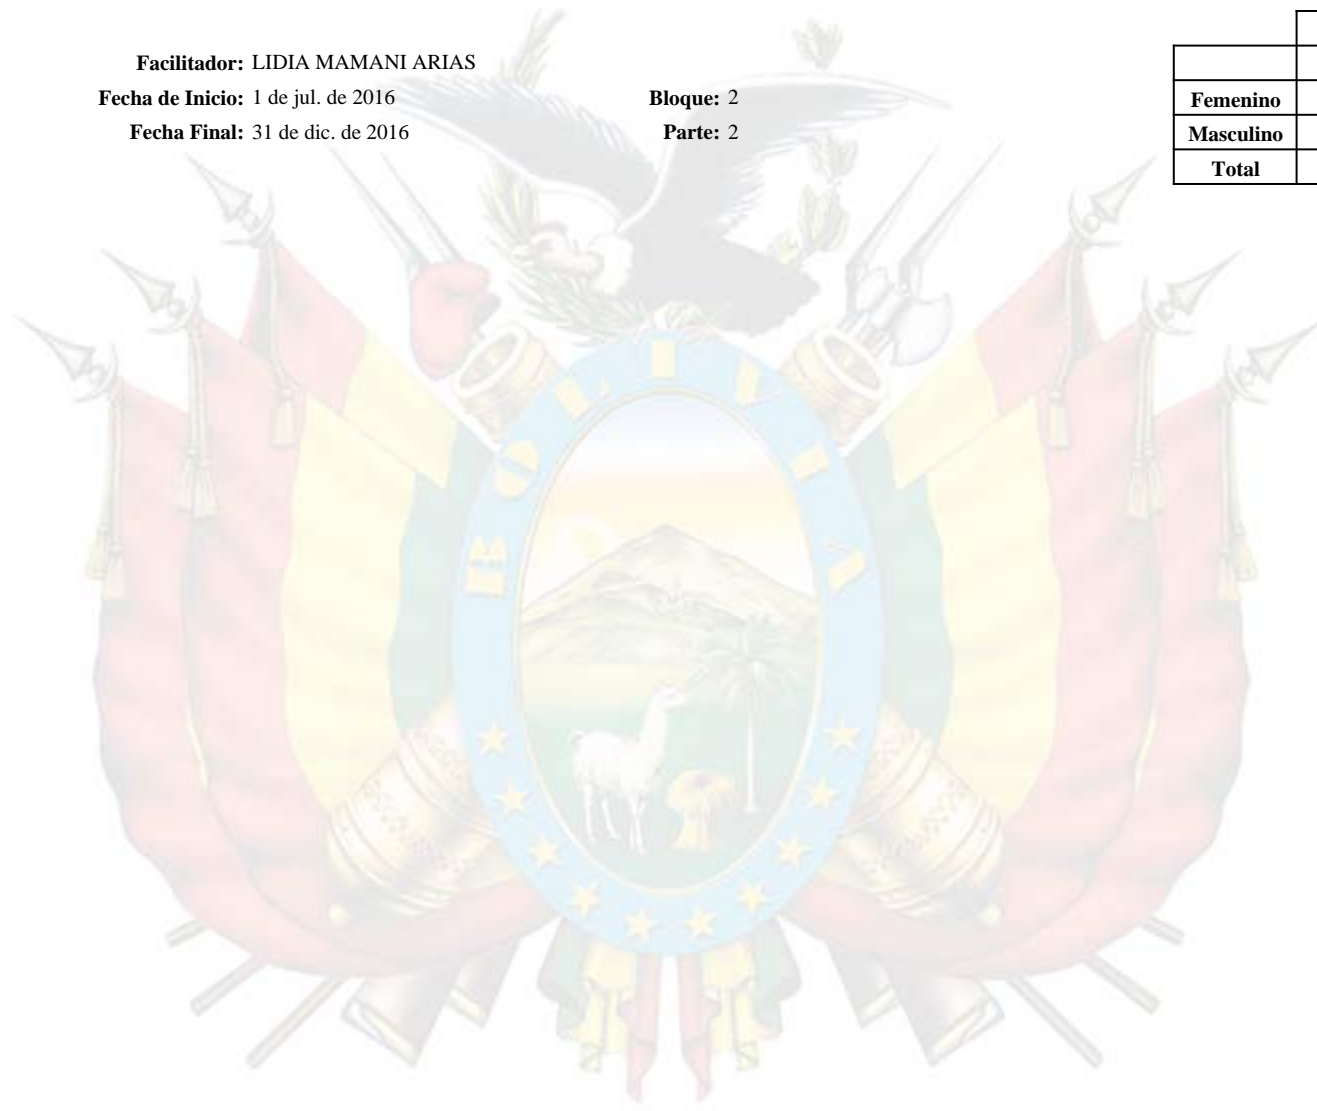 Facilitador: LIDIA MAMANI ARIAS
Fecha de Inicio: 1 de jul. de 2016 Bloque: 2
Fecha Final: 31 de dic. de 2016 Parte: 2
Femenino
Masculino
Total
BOLIVIA